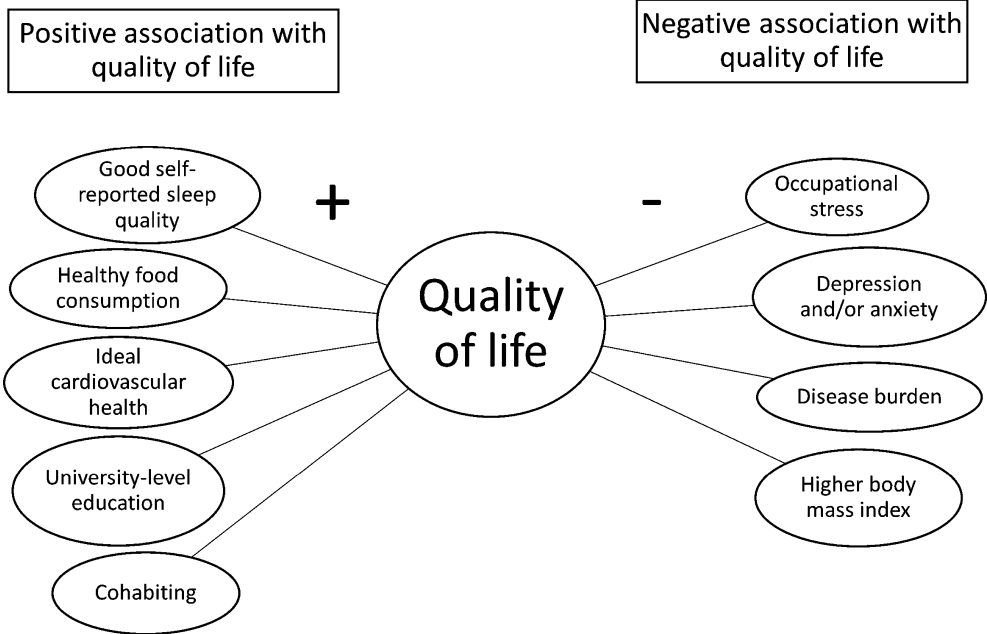 Positive association with
quality of life
Negative association with
quality of life
Good self-
reported sleep
quality
+
-
Occupational
stress
Healthy food
consumption
Quality
of life
Depression
and/or anxiety
Ideal
cardiovascular
health
Disease burden
University-level
education
Higher body
mass index
Cohabiting